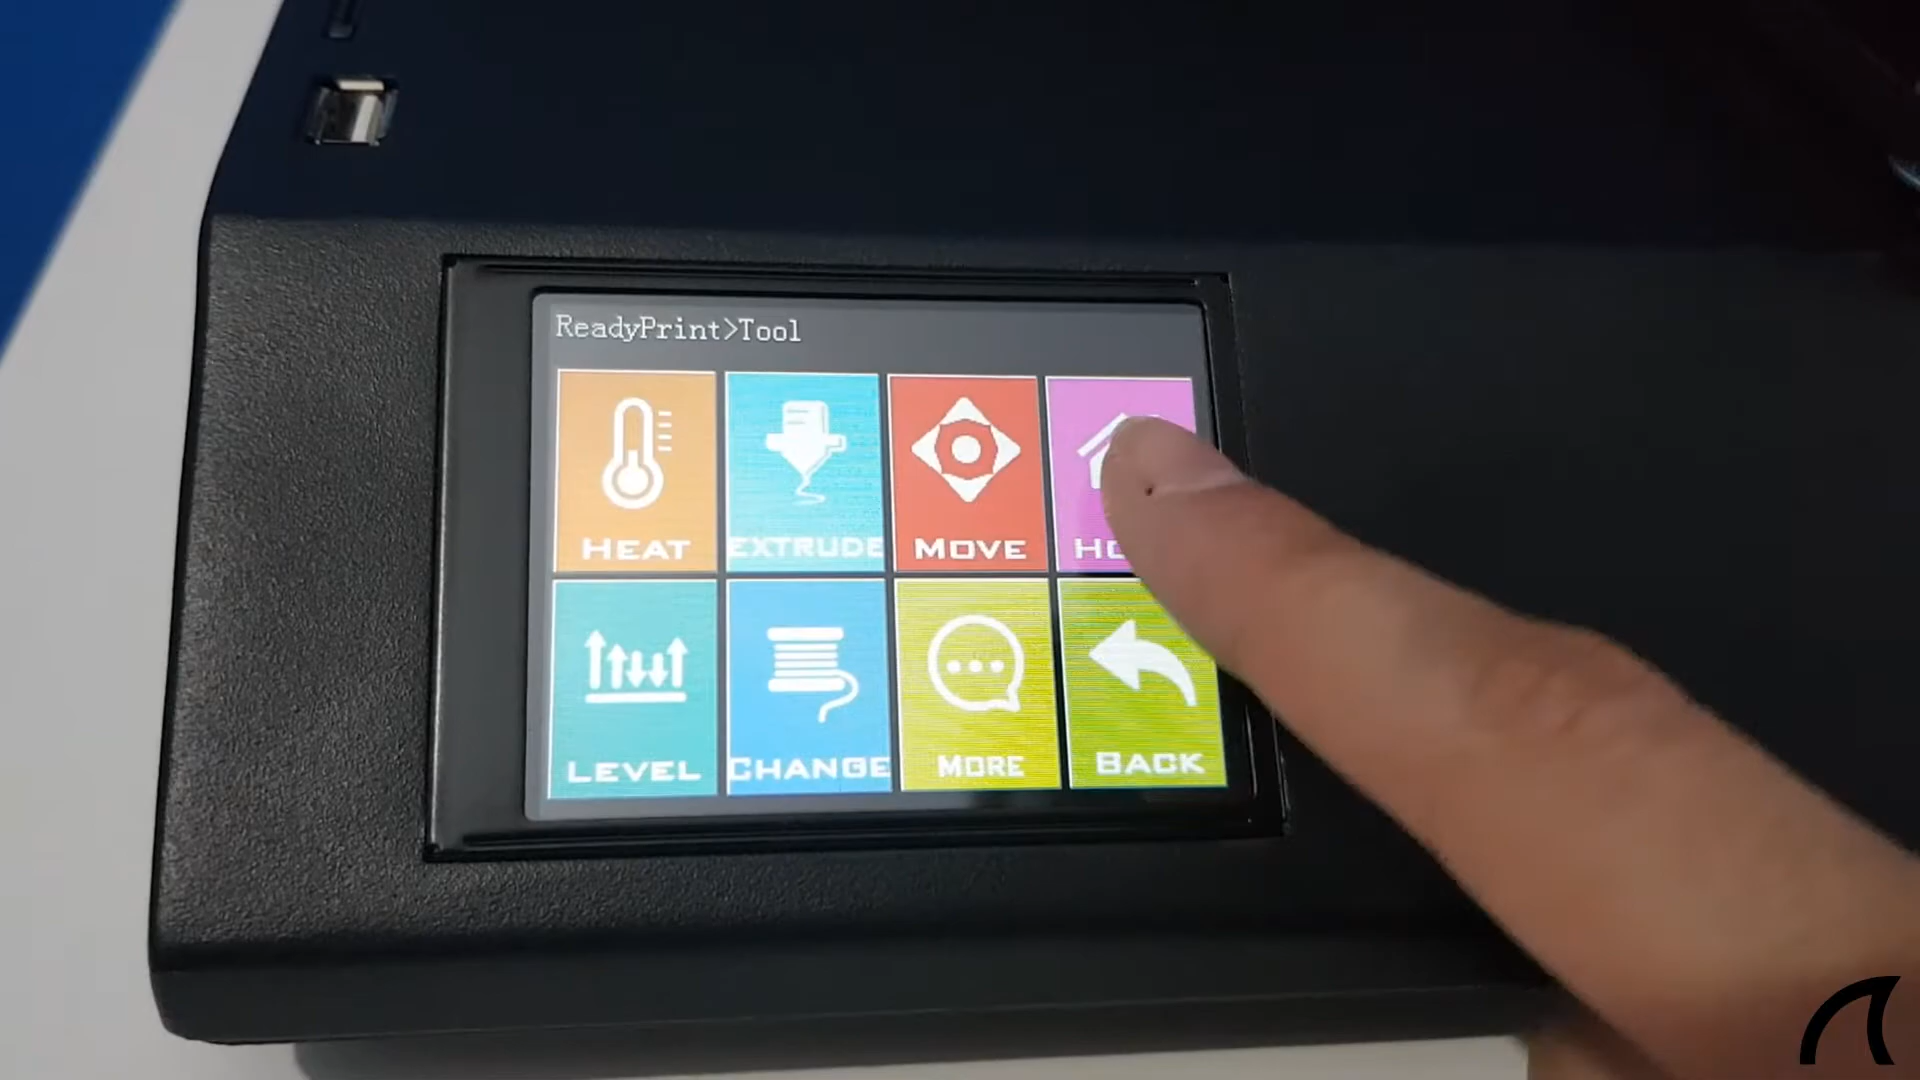 ReadyPrint>Tool
HEAT
EXTRUDE
MOVE
LEVEL
CHANGE
MORE
BACK